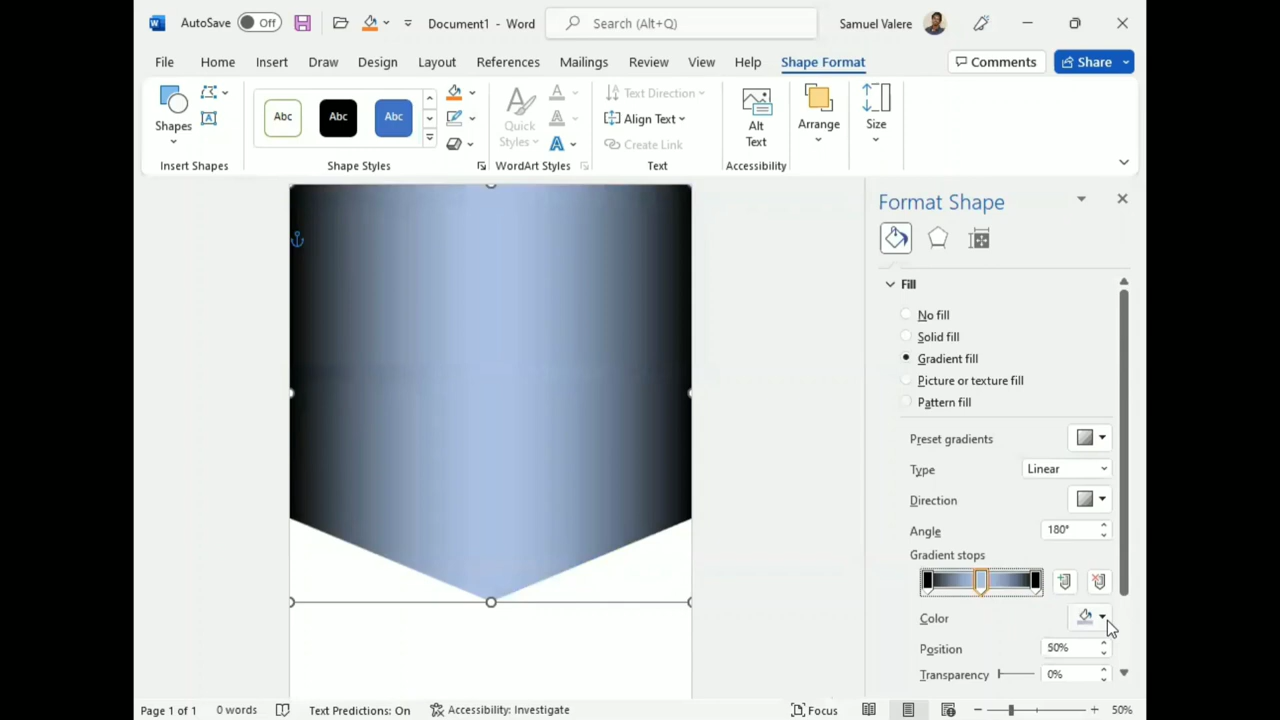 AutoSave Off Document1 - Word Search (Alt+Q) Samuel Valere
File Home Insert Draw Design Layout References Mailings Review View Help Shape Format Comments Share
Shapes
Abc Abc Abc
Quick Styles
Text Direction
Align Text
Create Link
Alt Text
Arrange
Size
Insert Shapes Shape Styles WordArt Styles Text Accessibility
Format Shape
Fill
No fill
Solid fill
Gradient fill
Picture or texture fill
Pattern fill
Preset gradients
Type Linear
Direction
Angle 180°
Gradient stops
Color
Position 50%
Transparency 0%
Page 1 of 1 0 words Text Predictions: On Accessibility: Investigate Focus 50%